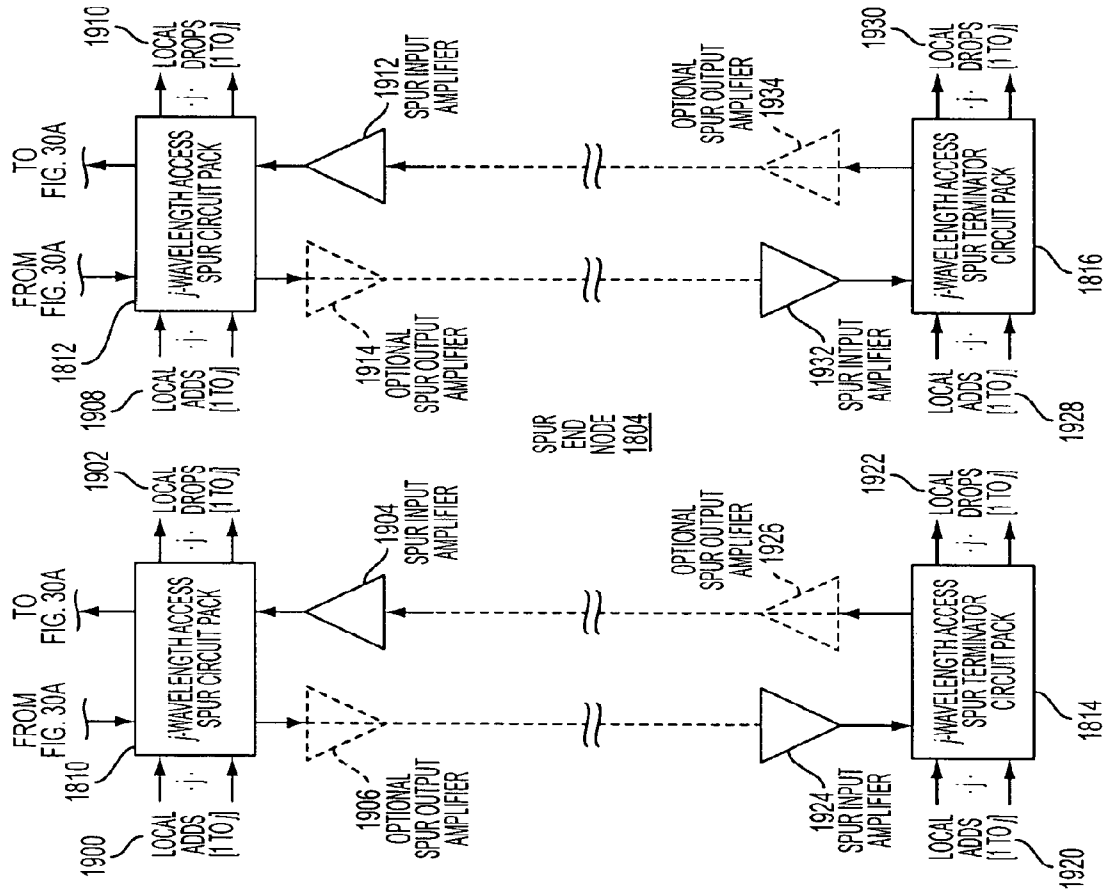 1910
LOCAL
DROPS
[1 TO j]
·j·
1912
SPUR INPUT
AMPLIFIER
TO
FIG. 30A
FROM
FIG. 30A
j-WAVELENGTH ACCESS
SPUR CIRCUIT PACK
1812
·j·
1908
LOCAL
ADDS
[1 TO j]
1914
OPTIONAL
SPUR OUTPUT
AMPLIFIER
1930
LOCAL
DROPS
[1 TO j]
·j·
OPTIONAL
SPUR OUTPUT
AMPLIFIER
1934
j-WAVELENGTH ACCESS
SPUR TERMINATOR
CIRCUIT PACK
1816
1932
SPUR INTPUT
AMPLIFIER
·j·
LOCAL
ADDS
[1 TO j]
1928
SPUR
END
NODE
1804
1902
LOCAL
DROPS
[1 TO j]
·j·
1904
SPUR INPUT
AMPLIFIER
TO
FIG. 30A
FROM
FIG. 30A
j-WAVELENGTH ACCESS
SPUR CIRCUIT PACK
1810
·j·
1900
LOCAL
ADDS
[1 TO j]
1906
OPTIONAL
SPUR OUTPUT
AMPLIFIER
1922
LOCAL
DROPS
[1 TO j]
·j·
OPTIONAL
SPUR OUTPUT
AMPLIFIER
1926
j-WAVELENGTH ACCESS
SPUR TERMINATOR
CIRCUIT PACK
1814
1924
SPUR INPUT
AMPLIFIER
·j·
LOCAL
ADDS
[1 TO j]
1920